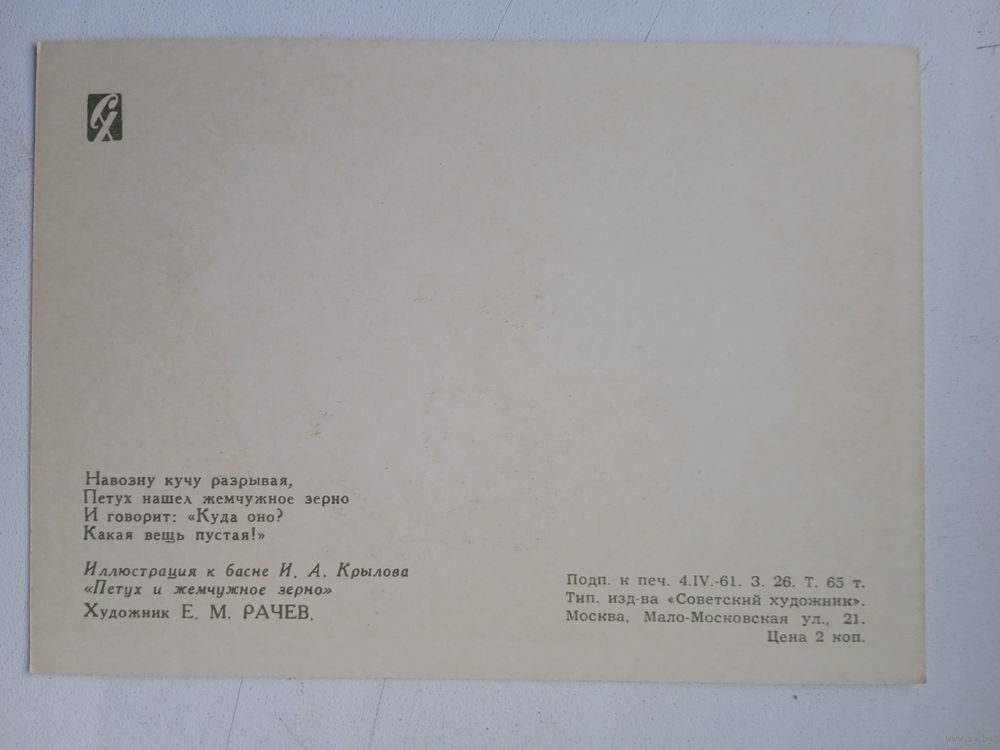 СХ
Навозну кучу разрывая,
Петух нашел жемчужное зерно
И говорит: «Куда оно?
Какая вещь пустая!»
Иллюстрация к басне И. А. Крылова
«Петух и жемчужное зерно»
Художник Е. М. РАЧЕВ.
Подп. к печ. 4.IV.-61. З. 26. Т. 65 т.
Тип. изд-ва «Советский художник».
Москва, Мало-Московская ул., 21.
Цена 2 коп.